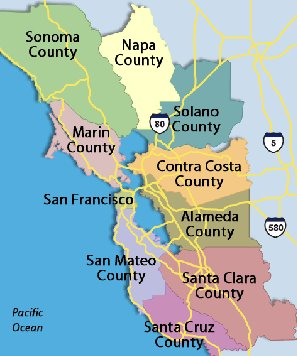 Sonoma
County
Napa
County
Solano
County
80
Marin
County
5
Contra Costa
County
San Francisco
Alameda
County
580
San Mateo
County
Santa Clara
County
Pacific
Ocean
Santa Cruz
County